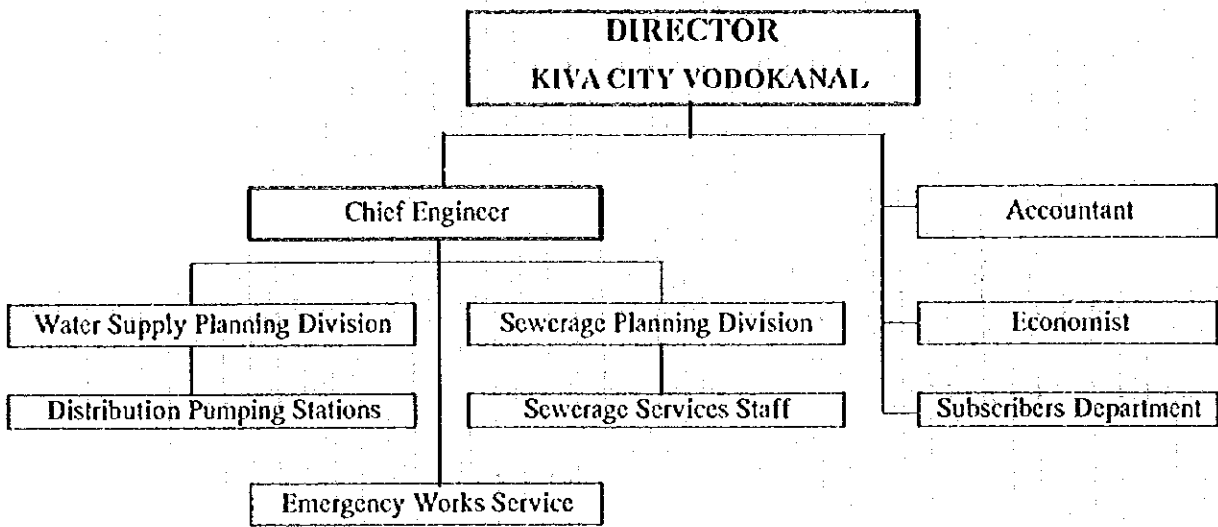 DIRECTOR
KIVA CITY VODOKANAL
Chief Engineer
Accountant
Water Supply Planning Division
Sewerage Planning Division
Economist
Distribution Pumping Stations
Sewerage Services Staff
Subscribers Department
Emergency Works Service